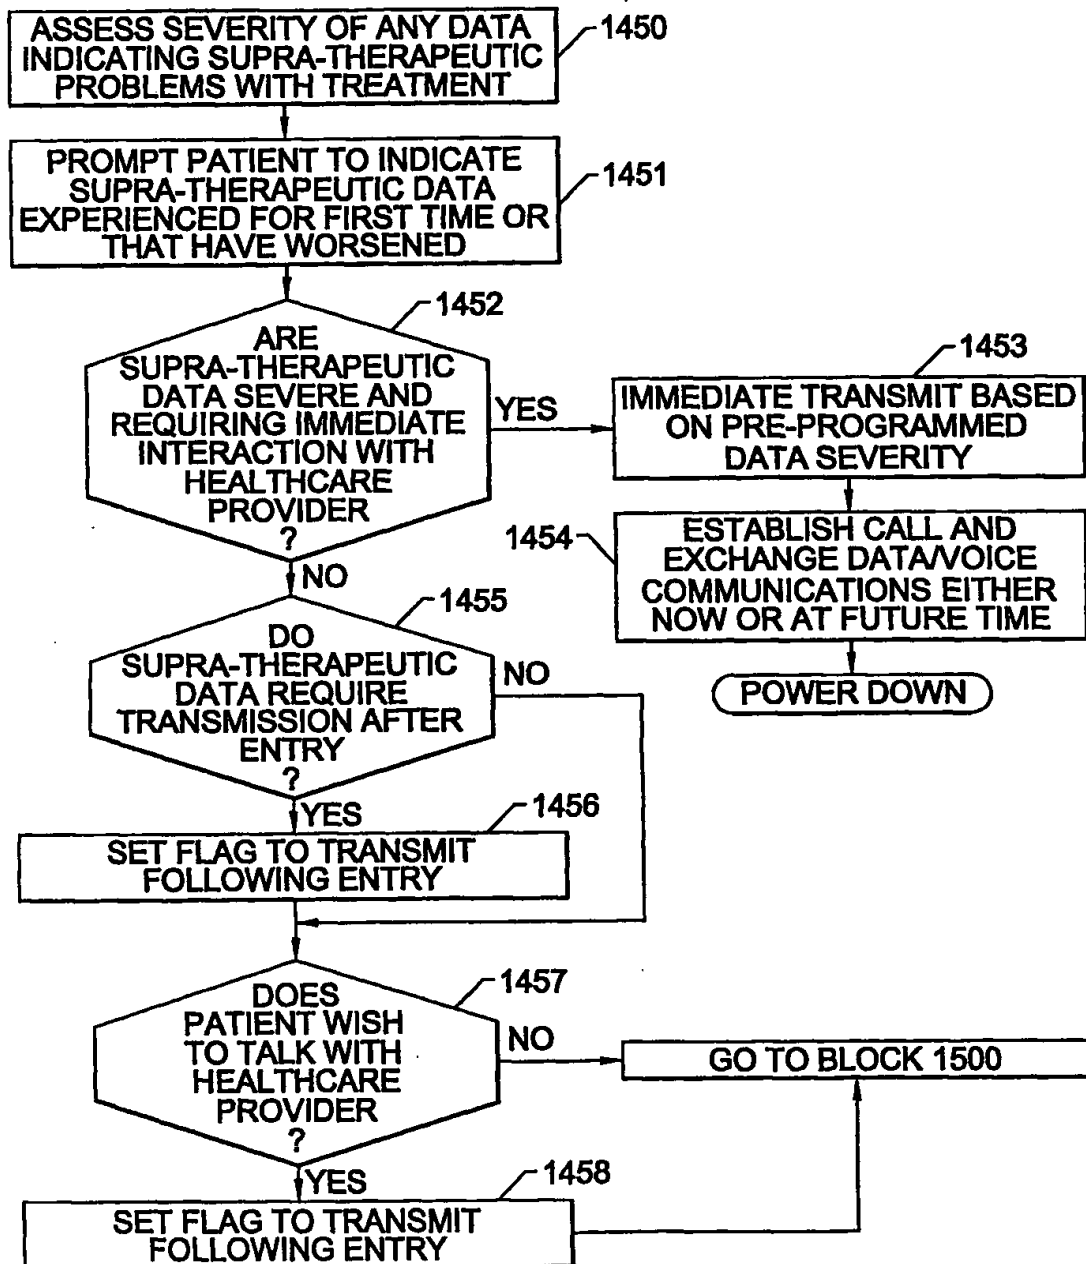 ASSESS SEVERITY OF ANY DATA
INDICATING SUPRA-THERAPEUTIC
PROBLEMS WITH TREATMENT
1450
PROMPT PATIENT TO INDICATE
SUPRA-THERAPEUTIC DATA
EXPERIENCED FOR FIRST TIME OR
THAT HAVE WORSENED
1451
1452
ARE
SUPRA-THERAPEUTIC
DATA SEVERE AND
REQUIRING IMMEDIATE
INTERACTION WITH
HEALTHCARE
PROVIDER
?
YES
1453
IMMEDIATE TRANSMIT BASED
ON PRE-PROGRAMMED
DATA SEVERITY
1454
ESTABLISH CALL AND
EXCHANGE DATA/VOICE
COMMUNICATIONS EITHER
NOW OR AT FUTURE TIME
POWER DOWN
NO
1455
DO
SUPRA-THERAPEUTIC
DATA REQUIRE
TRANSMISSION AFTER
ENTRY
?
NO
YES
1456
SET FLAG TO TRANSMIT
FOLLOWING ENTRY
1457
DOES
PATIENT WISH
TO TALK WITH
HEALTHCARE
PROVIDER
?
NO
GO TO BLOCK 1500
YES
1458
SET FLAG TO TRANSMIT
FOLLOWING ENTRY